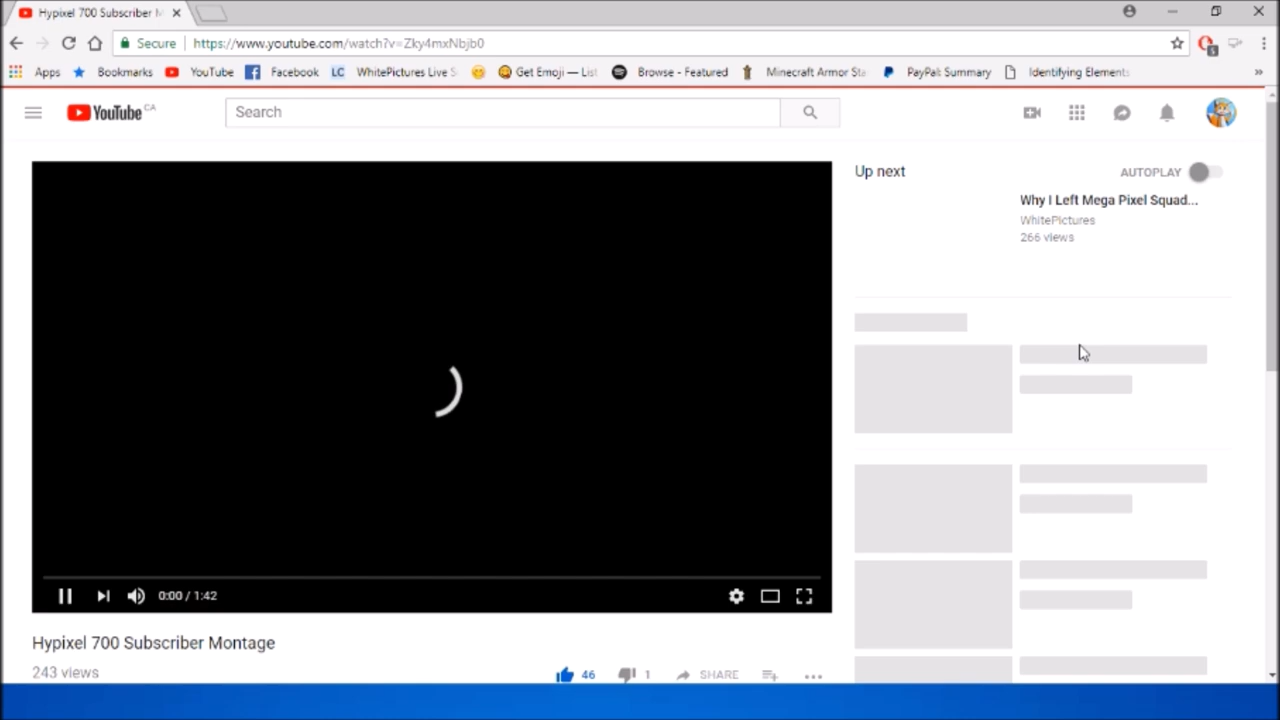 Hypixel 700 Subscriber M
Secure https://www.youtube.com/watch?v=Zky4mxNbjb0
Apps Bookmarks YouTube Facebook LC WhitePictures Live S Get Emoji — List Browse - Featured Minecraft Armor Sta PayPal: Summary Identifying Elements
5
YouTube CA
Search
Up next AUTOPLAY
Why I Left Mega Pixel Squad...
WhitePictures
266 views
0:00 / 1:42
Hypixel 700 Subscriber Montage
243 views
46 1 SHARE